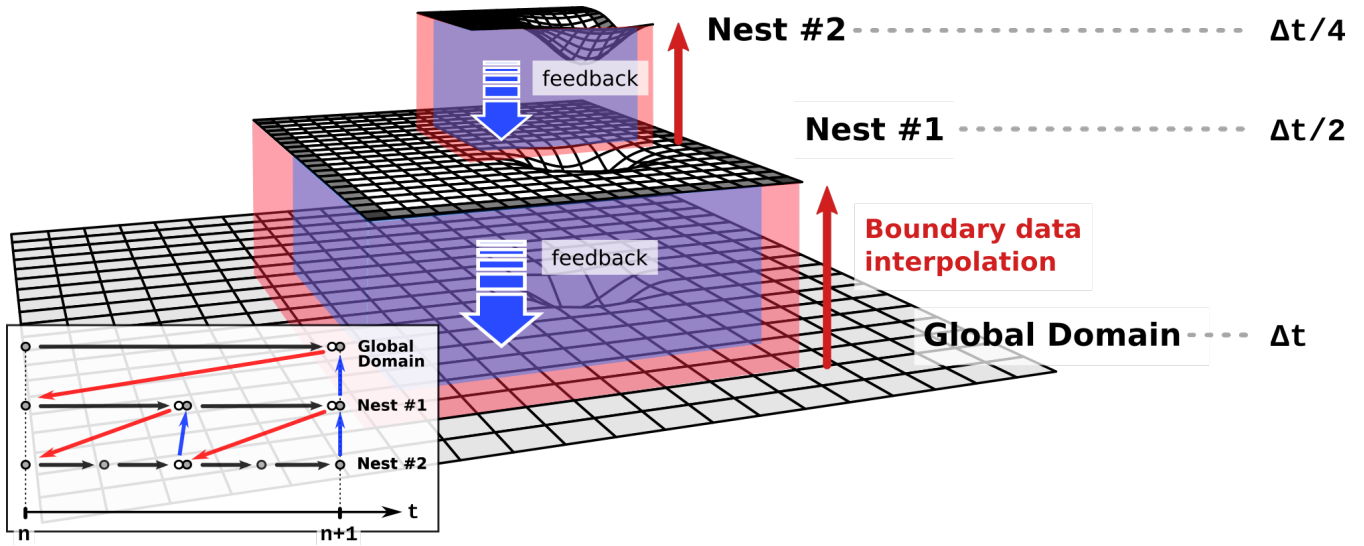 Nest #2
Δt/4
feedback
Nest #1
Δt/2
Boundary data
interpolation
feedback
Global Domain
Δt
Global
Domain
Nest #1
Nest #2
t
n
n+1